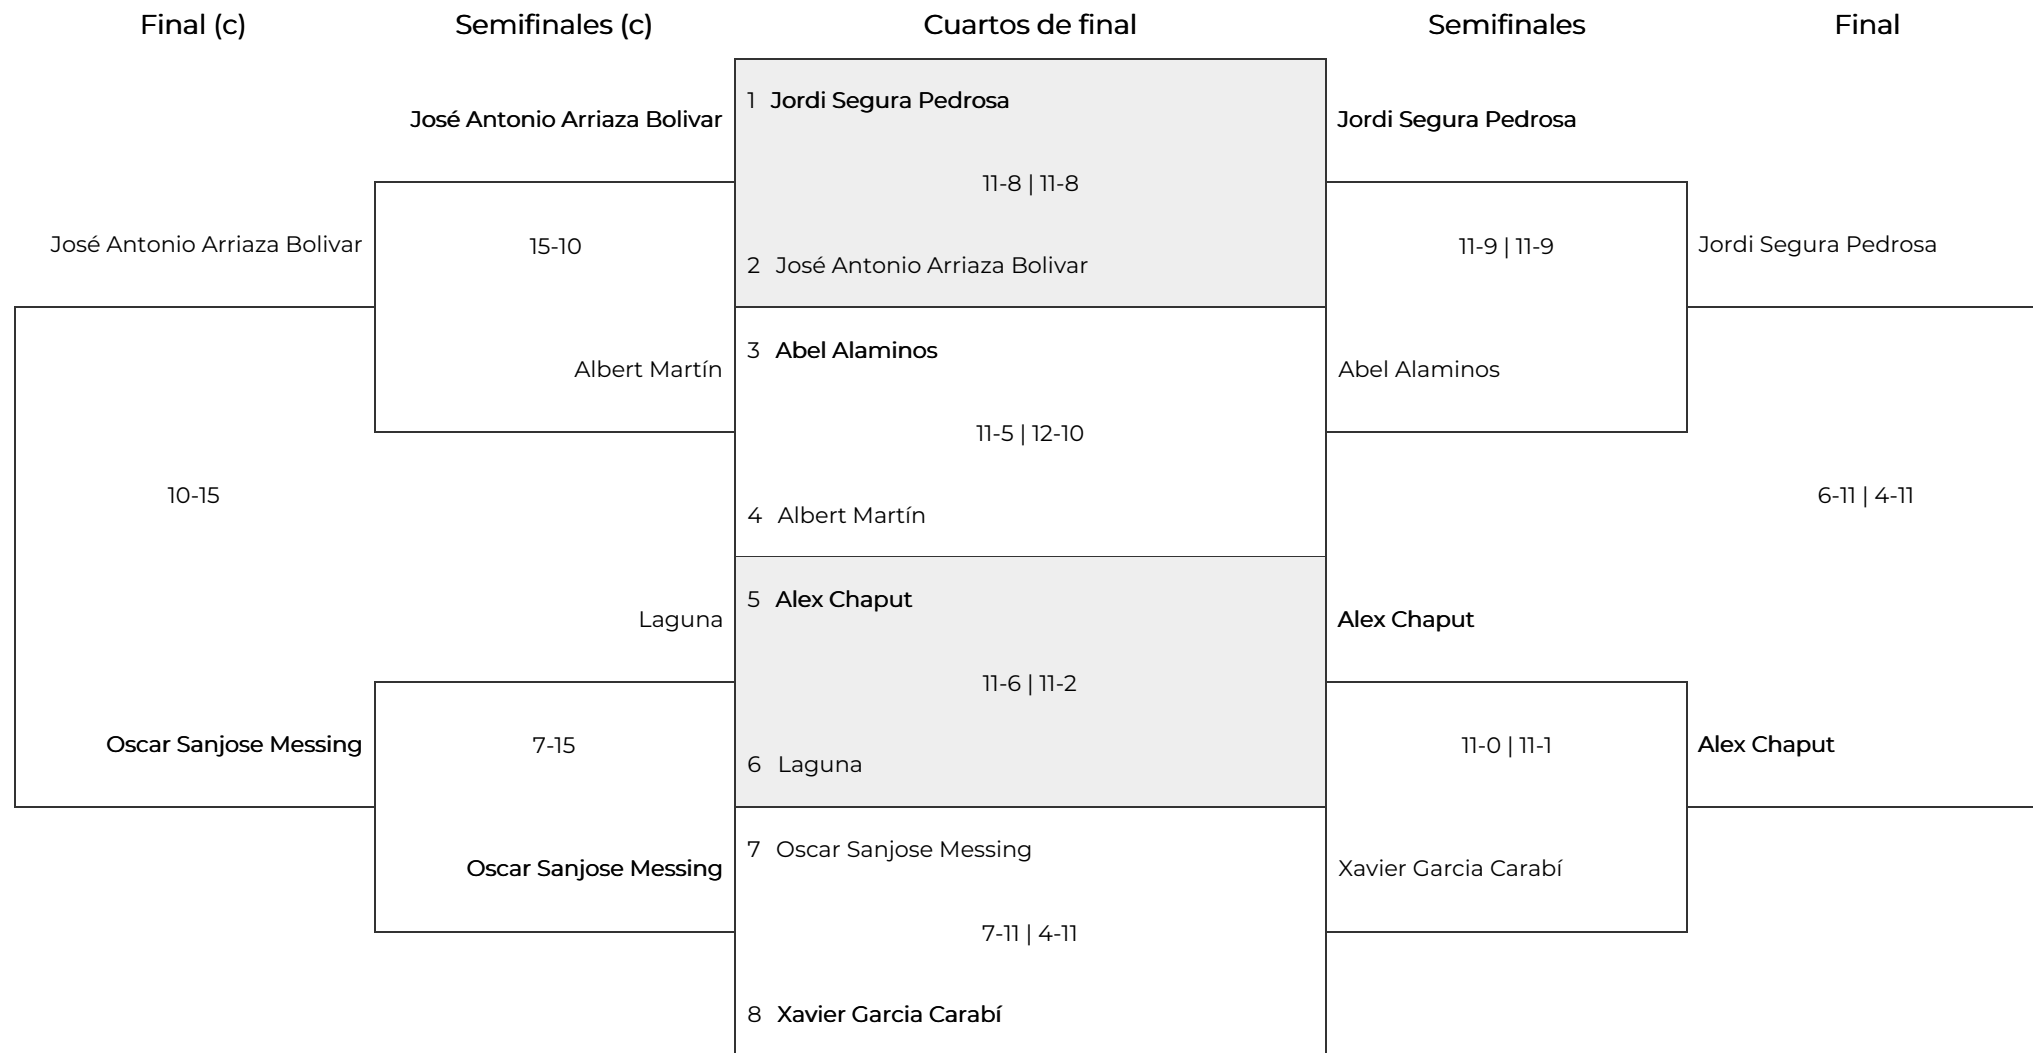 Final (c)
Semifinales (c)
Cuartos de final
Semifinales
Final
1 Jordi Segura Pedrosa
José Antonio Arriaza Bolivar
Jordi Segura Pedrosa
11-8 | 11-8
José Antonio Arriaza Bolivar
15-10
11-9 | 11-9
Jordi Segura Pedrosa
2 José Antonio Arriaza Bolivar
3 Abel Alaminos
Albert Martín
Abel Alaminos
11-5 | 12-10
10-15
6-11 | 4-11
4 Albert Martín
5 Alex Chaput
Laguna
Alex Chaput
11-6 | 11-2
Oscar Sanjose Messing
7-15
11-0 | 11-1
Alex Chaput
6 Laguna
7 Oscar Sanjose Messing
Oscar Sanjose Messing
Xavier Garcia Carabí
7-11 | 4-11
8 Xavier Garcia Carabí